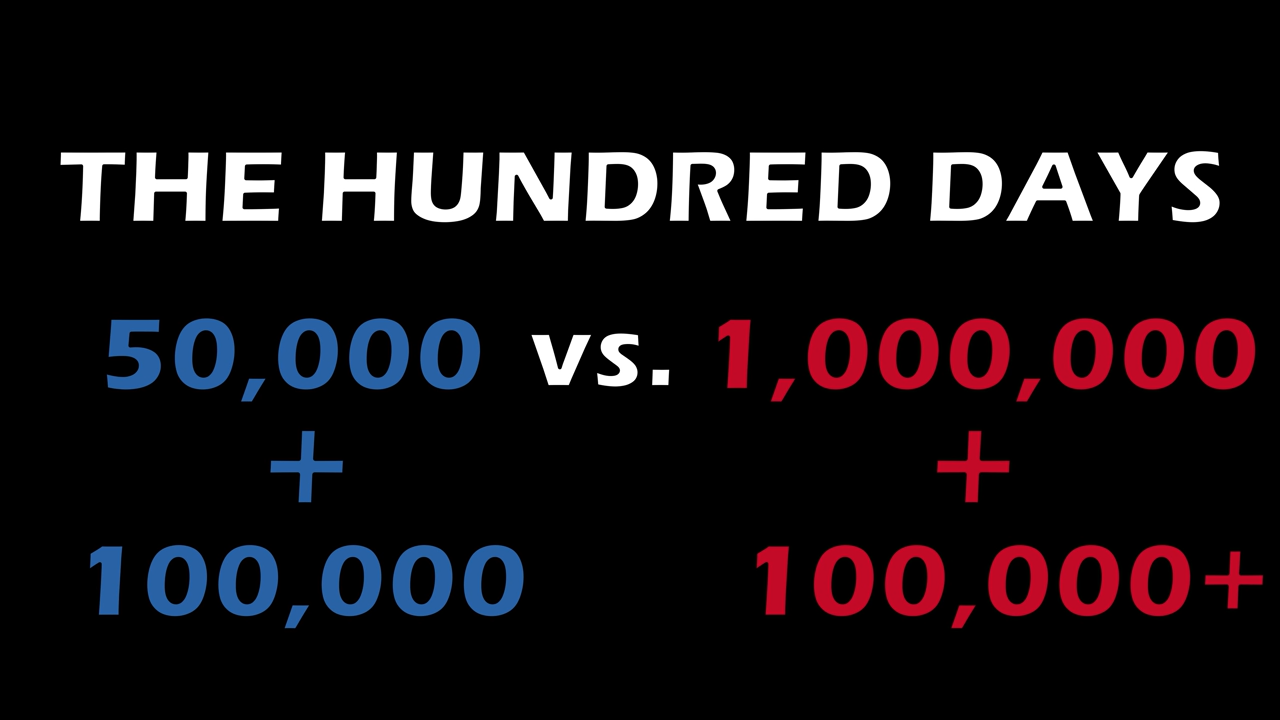 THE HUNDRED DAYS
50,000 vs. 1,000,000
+ +
100,000 100,000+